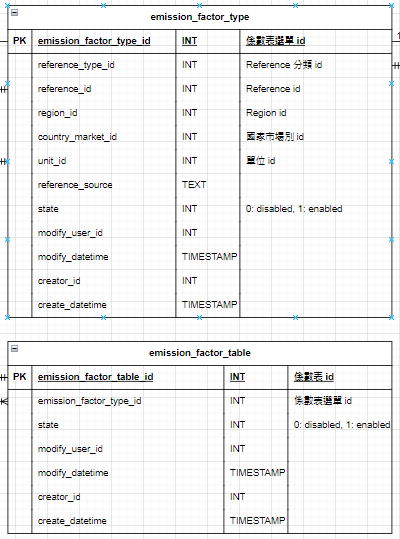 emission_factor_type
PK emission_factor_type_id INT 係數表選單 id
reference_type_id INT Reference 分類 id
reference_id INT Reference id
region_id INT Region id
country_market_id INT 國家市場別 id
unit_id INT 單位 id
reference_source TEXT
state INT 0: disabled, 1: enabled
modify_user_id INT
modify_datetime TIMESTAMP
creator_id INT
create_datetime TIMESTAMP
emission_factor_table
PK emission_factor_table_id INT 係數表 id
emission_factor_type_id INT 係數表選單 id
state INT 0: disabled, 1: enabled
modify_user_id INT
modify_datetime TIMESTAMP
creator_id INT
create_datetime TIMESTAMP